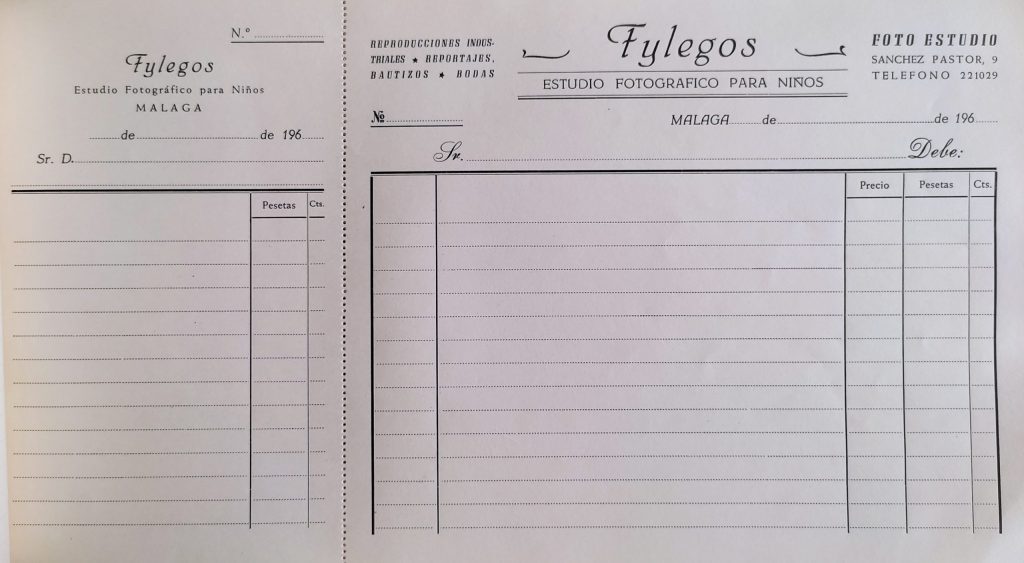 N.º
Fylegos
Estudio Fotográfico para Niños
MALAGA
de de 196
Sr. D.
Pesetas Cts.
REPRODUCCIONES INDUS-
TRIALES ★ REPORTAJES,
BAUTIZOS ★ BODAS
Fylegos
ESTUDIO FOTOGRAFICO PARA NIÑOS
FOTO ESTUDIO
SANCHEZ PASTOR, 9
TELEFONO 221029
Nº
MALAGA de de 196
Sr. Debe:
Precio Pesetas Cts.